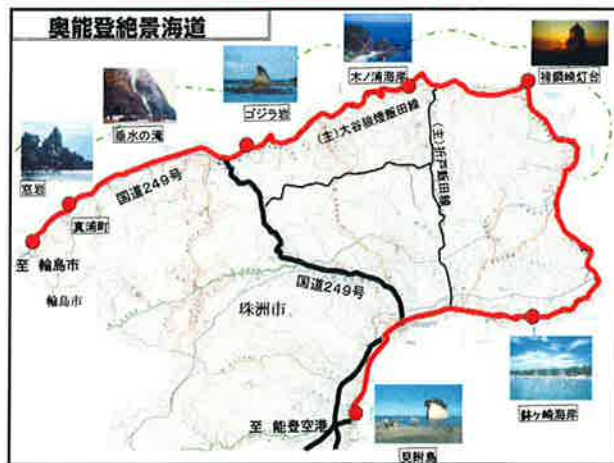 奥能登絶景海道
木ノ浦海岸
禄剛崎灯台
ゴジラ岩
垂水の滝
窓岩
(主)大谷狼煙飯田線
(主)折戸飯田線
国道249号
真浦町
至 輪島市
輪島市
国道249号
珠洲市
鉢ヶ崎海岸
至 能登空港
見附島